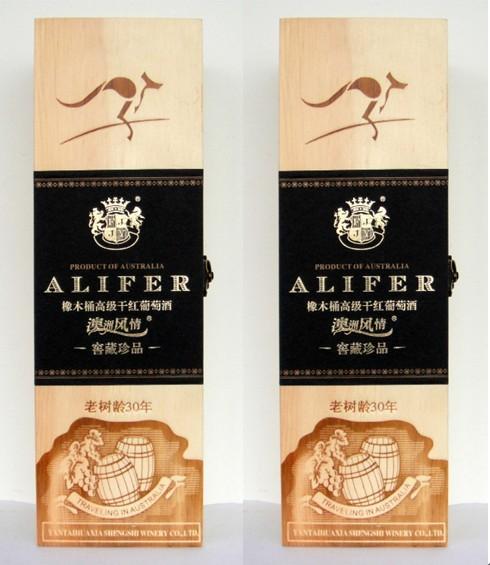 PRODUCT OF AUSTRALIA
ALIFER
橡木桶高级干红葡萄酒
澳洲风情®
窖藏珍品
老树龄30年
TRAVELING IN AUSTRALIA
YANTAIHUAXIA SHENGSHI WINERY CO.,LTD.
PRODUCT OF AUSTRALIA
ALIFER
橡木桶高级干红葡萄酒
澳洲风情®
窖藏珍品
老树龄30年
TRAVELING IN AUSTRALIA
YANTAIHUAXIA SHENGSHI WINERY CO.,LTD.